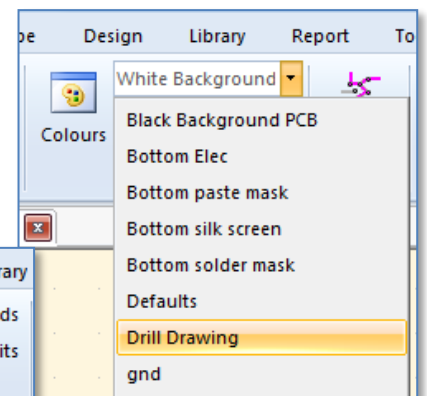 Design Library Report
White Background
Colours
Black Background PCB
Bottom Elec
Bottom paste mask
Bottom silk screen
Bottom solder mask
Defaults
Drill Drawing
gnd